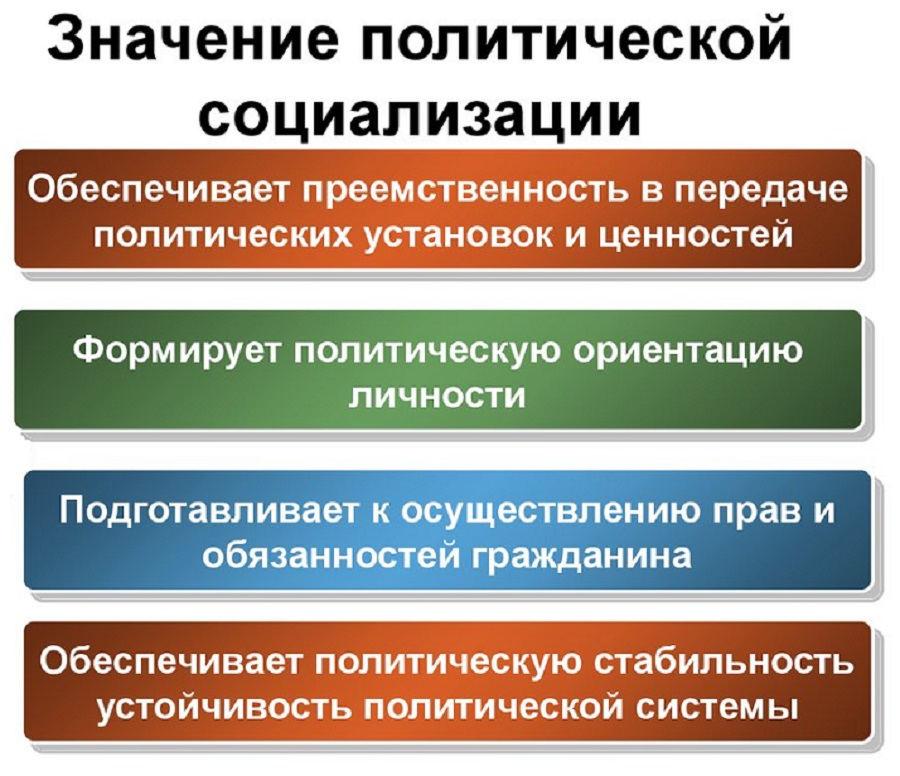 Значение политической
социализации
Обеспечивает преемственность в передаче
политических установок и ценностей
Формирует политическую ориентацию
личности
Подготавливает к осуществлению прав и
обязанностей гражданина
Обеспечивает политическую стабильность
устойчивость политической системы